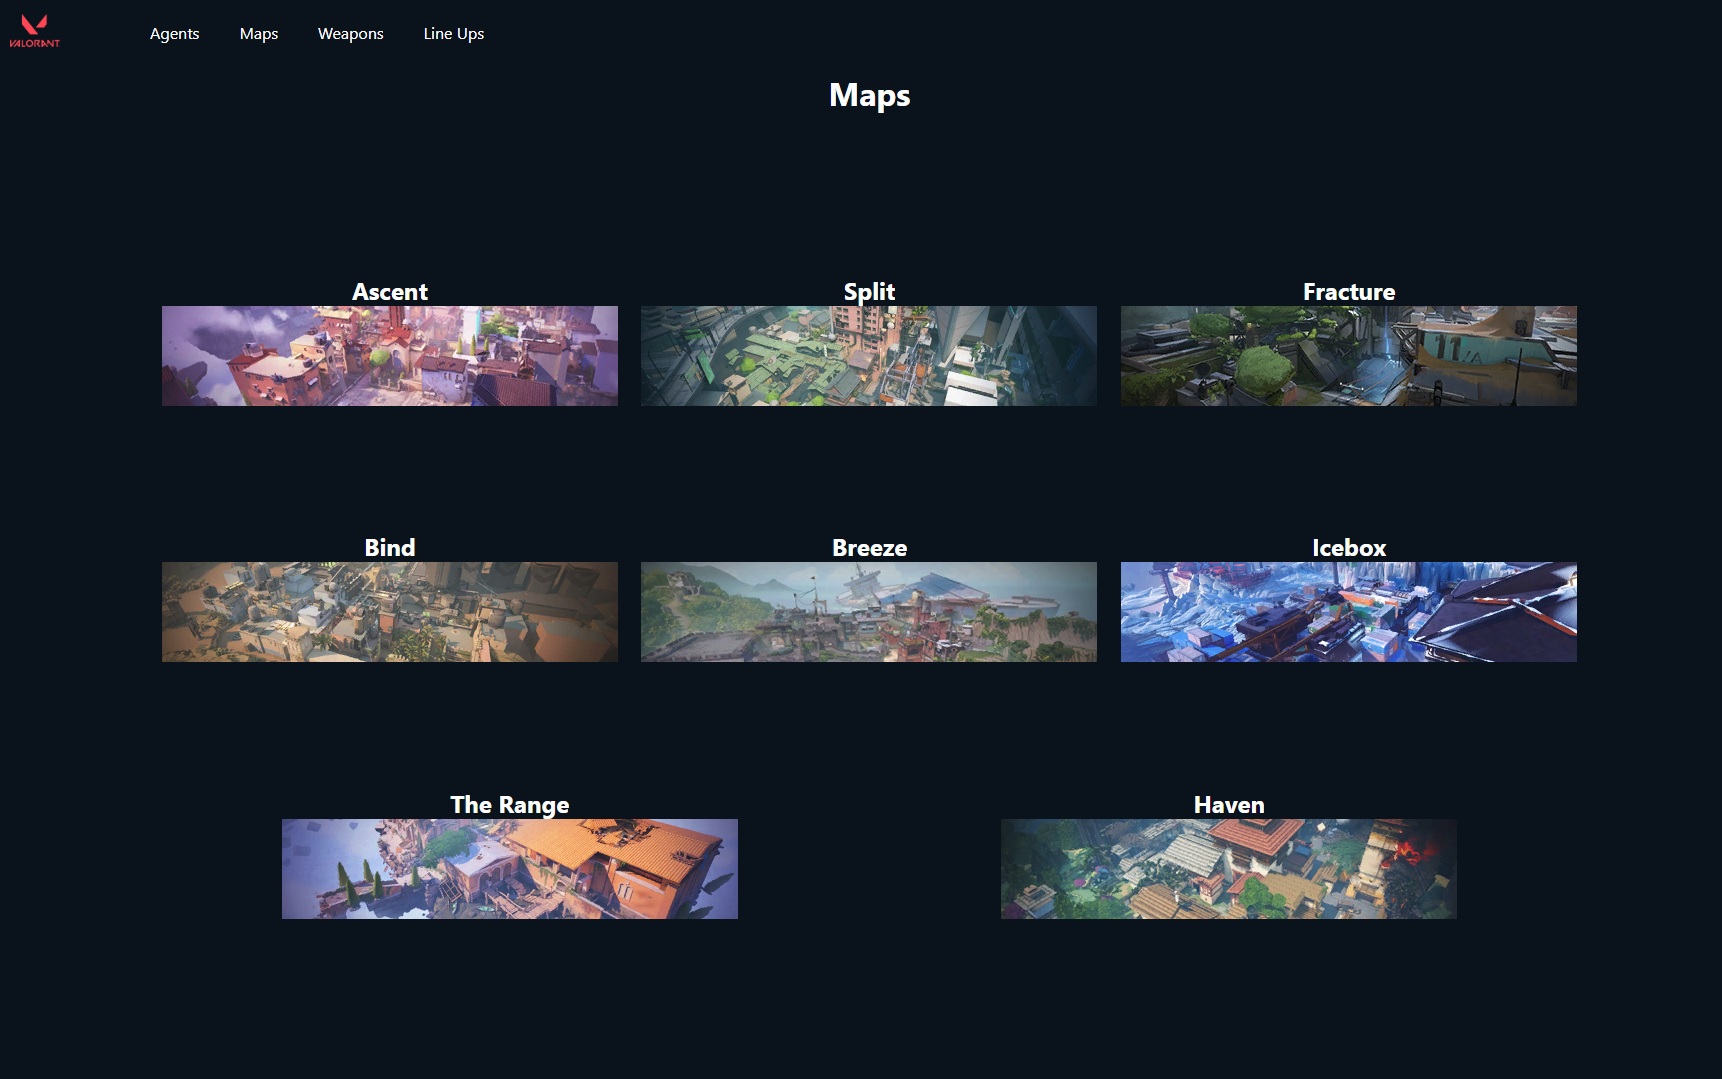 VALORANT
Agents
Maps
Weapons
Line Ups
Maps
Ascent
Split
Fracture
Bind
Breeze
Icebox
The Range
Haven